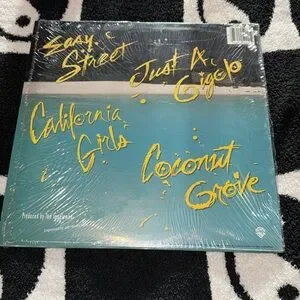 Easy
Street
Just A
Gigolo
California
Girls
Coconut
Grove
Produced by Ted Templeman